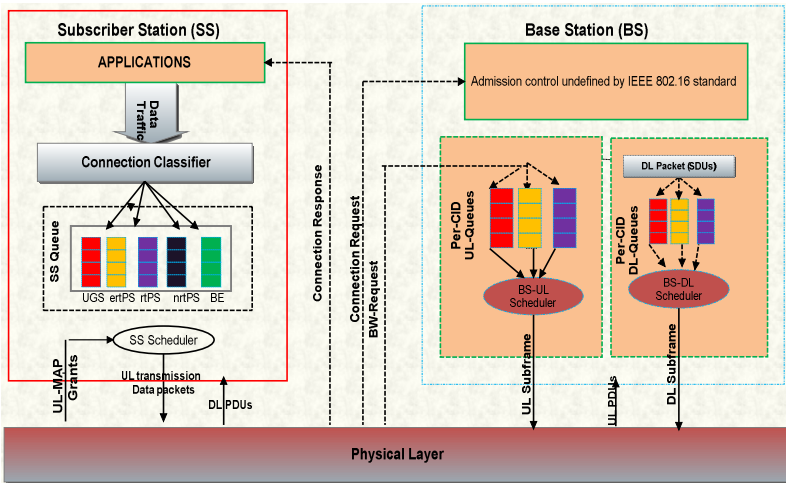 Subscriber Station (SS)
APPLICATIONS
Data
Traffic
Connection Classifier
SS Queue
UGS ertPS rtPS nrtPS BE
SS Scheduler
UL-MAP
Grants
UL transmission
Data packets
DL PDUs
Connection Response
Connection Request
BW-Request
Base Station (BS)
Admission control undefined by IEEE 802.16 standard
Per-CID
UL-Queues
BS-UL
Scheduler
UL Subframe
DL Packet (SDUs)
Per-CID
DL-Queues
BS-DL
Scheduler
UL PDUs
DL Subframe
Physical Layer